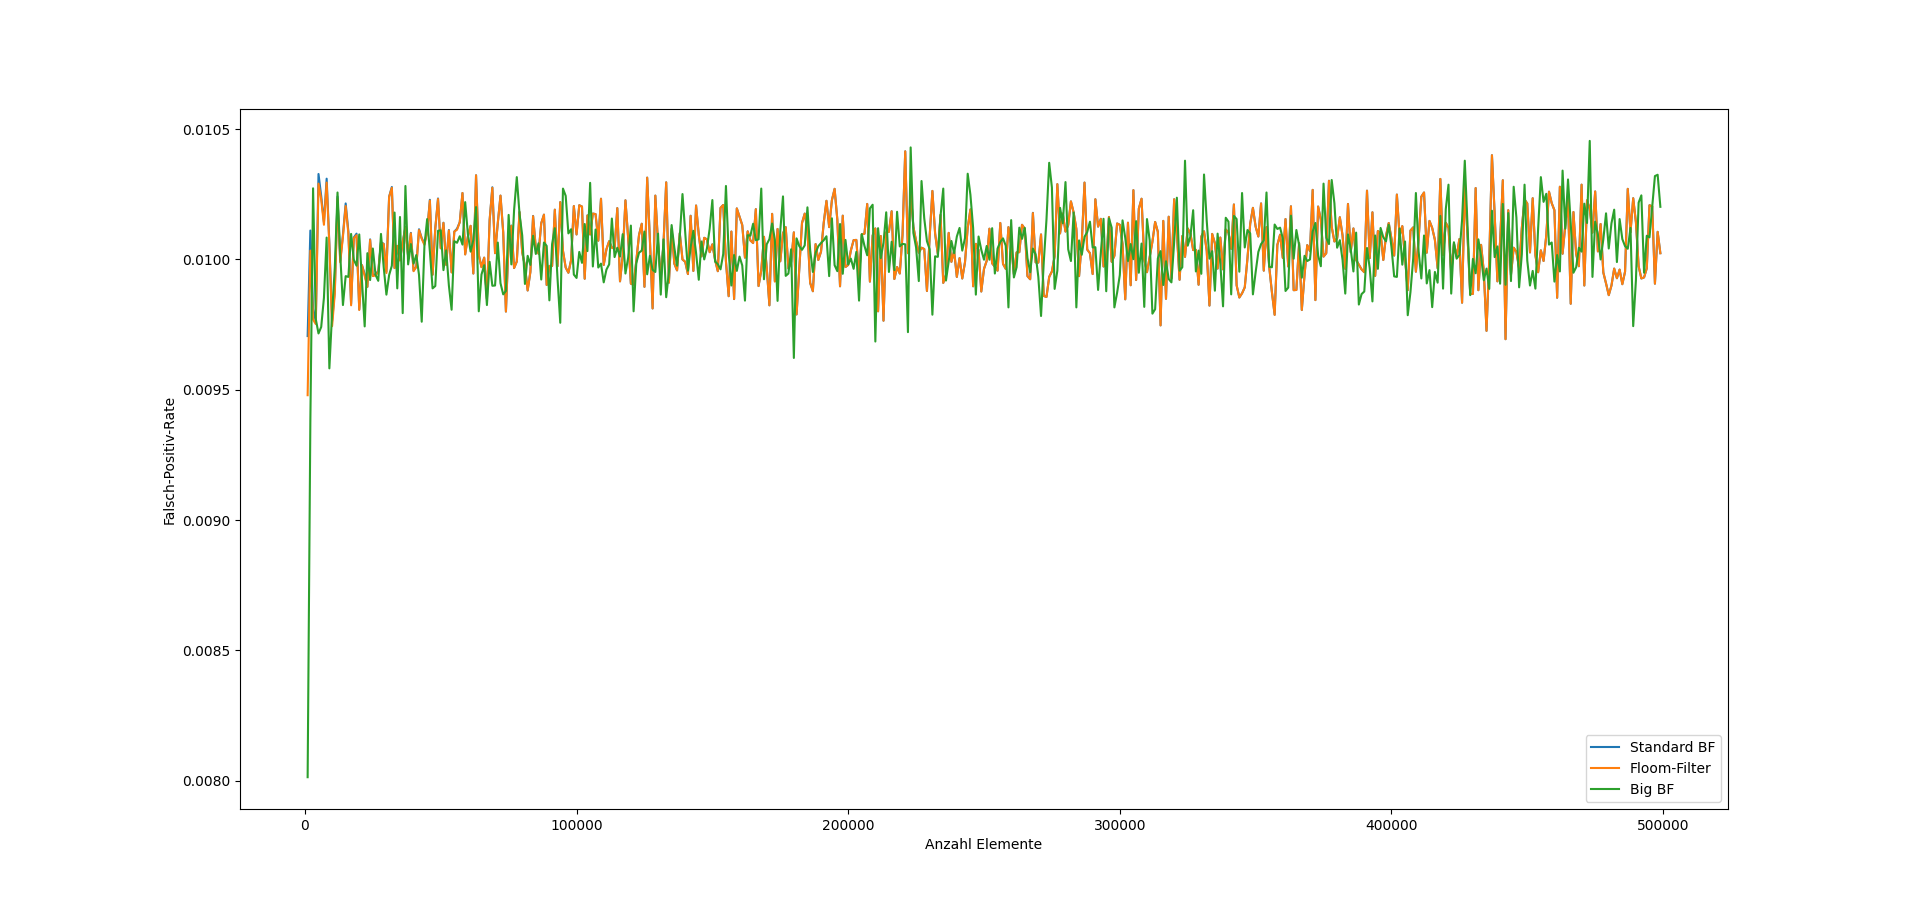 0.0105
0.0100
0.0095
0.0090
0.0085
0.0080
Falsch-Positiv-Rate
0 100000 200000 300000 400000 500000
Anzahl Elemente
Standard BF
Floom-Filter
Big BF